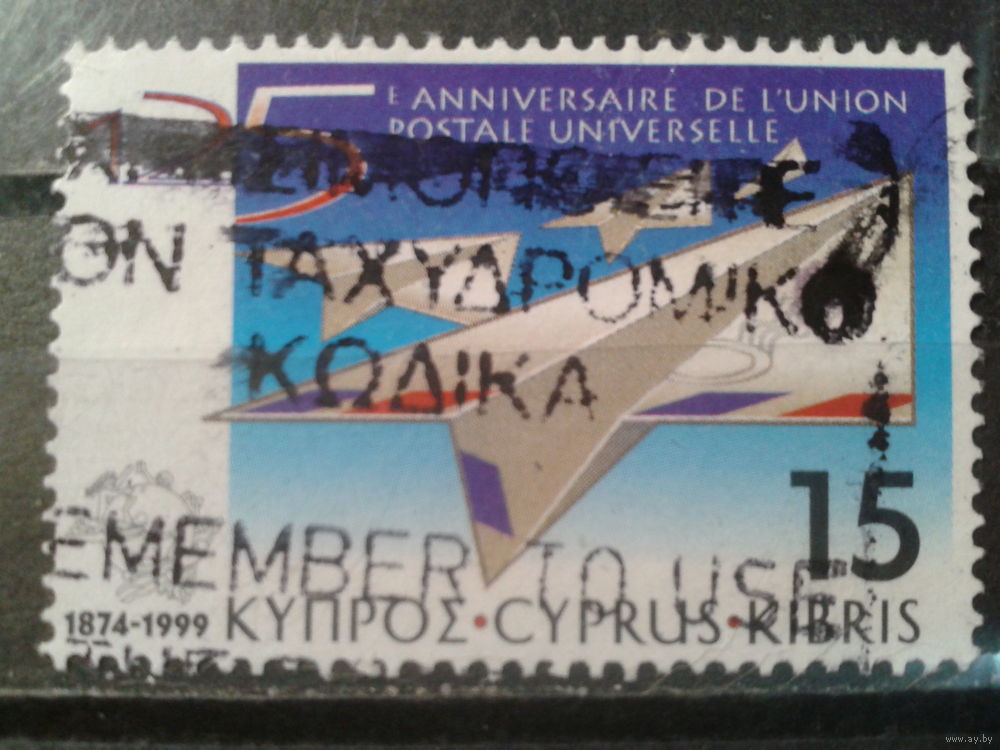 125
E ANNIVERSAIRE DE L'UNION
POSTALE UNIVERSELLE
ΤΑΧΥΔΡΟΜΙΚΟ
ΚΩΔΙΚΑ
15
EMEMBER TO USE
1874-1999 ΚΥΠΡΟΣ·CYPRUS·KIBRIS
www.ay.by